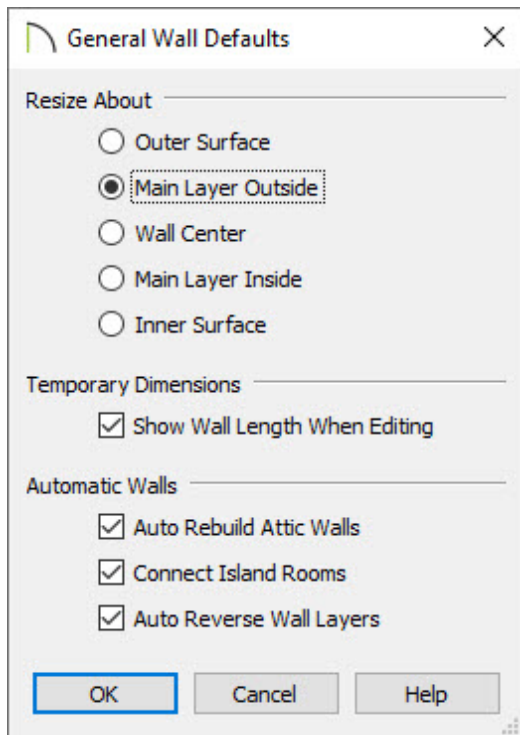 General Wall Defaults
Resize About
Outer Surface
Main Layer Outside
Wall Center
Main Layer Inside
Inner Surface
Temporary Dimensions
Show Wall Length When Editing
Automatic Walls
Auto Rebuild Attic Walls
Connect Island Rooms
Auto Reverse Wall Layers
OK Cancel Help